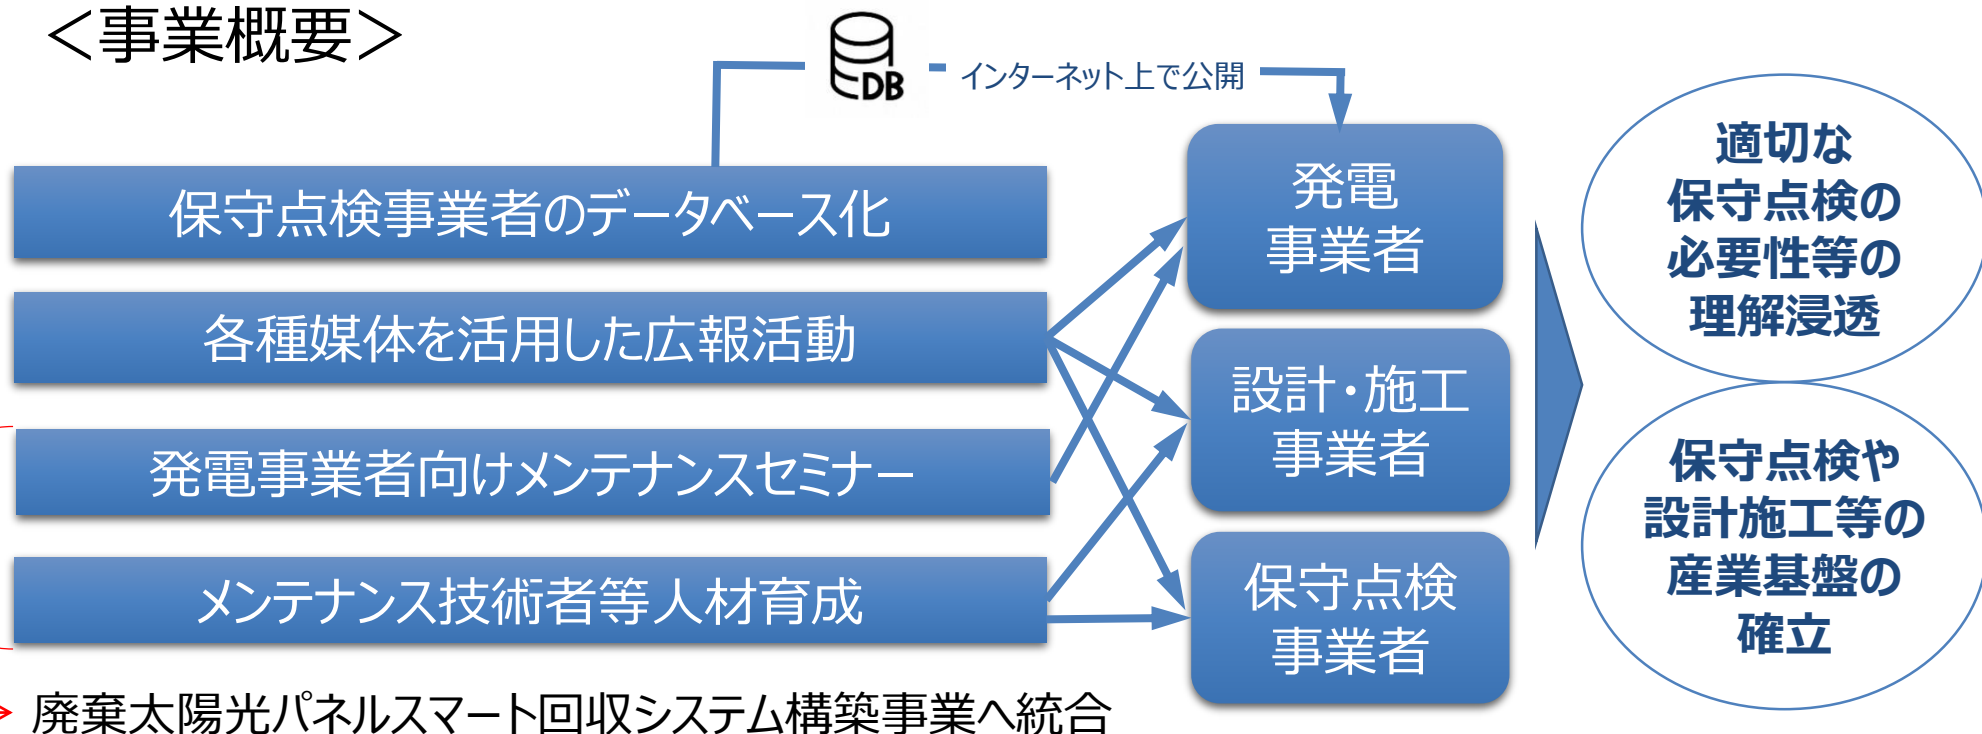 ＜事業概要＞
DB
インターネット上で公開
保守点検事業者のデータベース化
各種媒体を活用した広報活動
発電事業者向けメンテナンスセミナー
メンテナンス技術者等人材育成
発電
事業者
設計・施工
事業者
保守点検
事業者
適切な
保守点検の
必要性等の
理解浸透
保守点検や
設計施工等の
産業基盤の
確立
廃棄太陽光パネルスマート回収システム構築事業へ統合